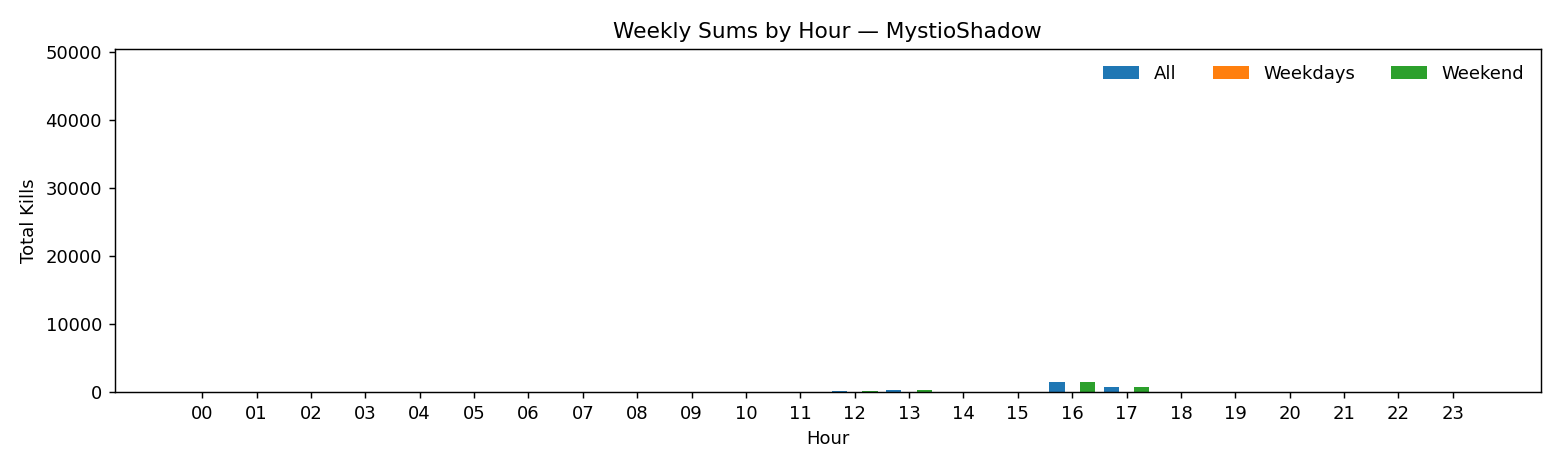 Weekly Sums by Hour — MystioShadow
All Weekdays Weekend
Total Kills
50000
40000
30000
20000
10000
0
00 01 02 03 04 05 06 07 08 09 10 11 12 13 14 15 16 17 18 19 20 21 22 23
Hour